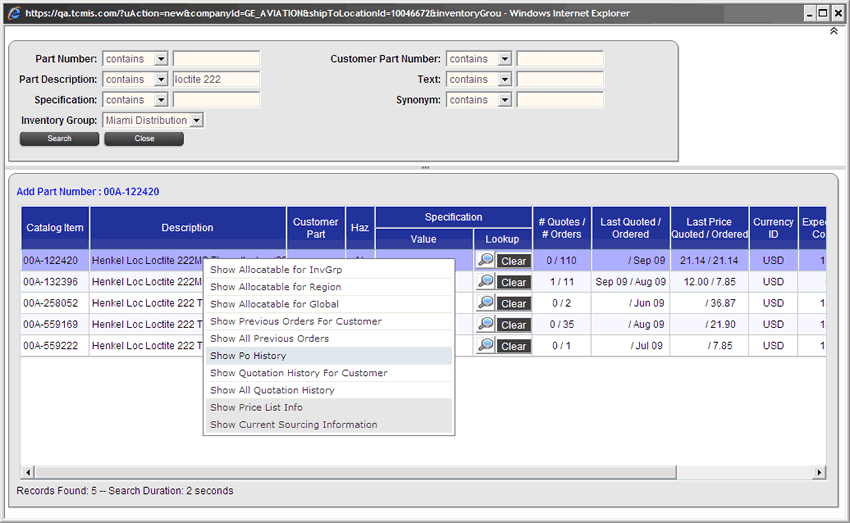 https://qa.tcmis.com/?uAction=new&companyId=GE_AVIATION&shipToLocationId=10046672&inventoryGrou - Windows Internet Explorer
Part Number: contains Customer Part Number: contains
Part Description: contains loctite 222 Text: contains
Specification: contains Synonym: contains
Inventory Group: Miami Distribution
Search Close
Add Part Number : 00A-122420
Catalog Item Description Customer Part Haz Specification Value Lookup # Quotes / # Orders Last Quoted / Ordered Last Price Quoted / Ordered Currency ID
00A-122420 Henkel Loc Loctite 222MS Clear 0 / 110 / Sep 09 21.14 / 21.14 USD 1
00A-132396 Henkel Loc Loctite 222M Clear 1 / 11 Sep 09 / Aug 09 12.00 / 7.85 USD 1
00A-258052 Henkel Loc Loctite 222 T Clear 0 / 2 / Jun 09 / 36.87 USD 1
00A-559169 Henkel Loc Loctite 222 T Clear 0 / 35 / Aug 09 / 21.90 USD 1
00A-559222 Henkel Loc Loctite 222 T Clear 0 / 1 / Jul 09 / 7.85 USD 1
Show Allocatable for InvGrp
Show Allocatable for Region
Show Allocatable for Global
Show Previous Orders For Customer
Show All Previous Orders
Show Po History
Show Quotation History For Customer
Show All Quotation History
Show Price List Info
Show Current Sourcing Information
Records Found: 5 -- Search Duration: 2 seconds